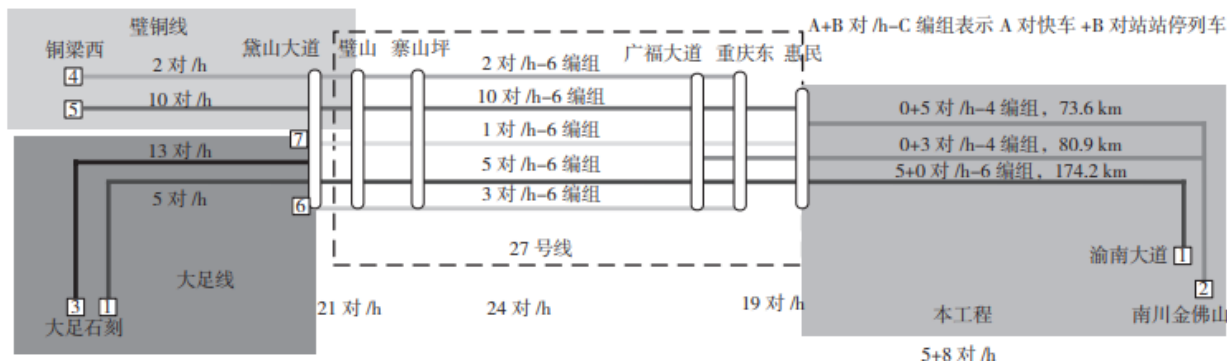 璧铜线
A+B 对 /h-C 编组表示 A 对快车 +B 对站站停列车
铜梁西 黛山大道 璧山 寨山坪 广福大道 重庆东 惠民
4 2 对 /h 2 对 /h-6 编组
5 10 对 /h 10 对 /h-6 编组 0+5 对 /h-4 编组，73.6 km
7 1 对 /h-6 编组
13 对 /h 5 对 /h-6 编组 0+3 对 /h-4 编组，80.9 km
5+0 对 /h-6 编组，174.2 km
5 对 /h 6 3 对 /h-6 编组
27 号线
渝南大道 1
大足线
2
3 1 21 对 /h 24 对 /h 19 对 /h
大足石刻 本工程 南川金佛山
5+8 对 /h